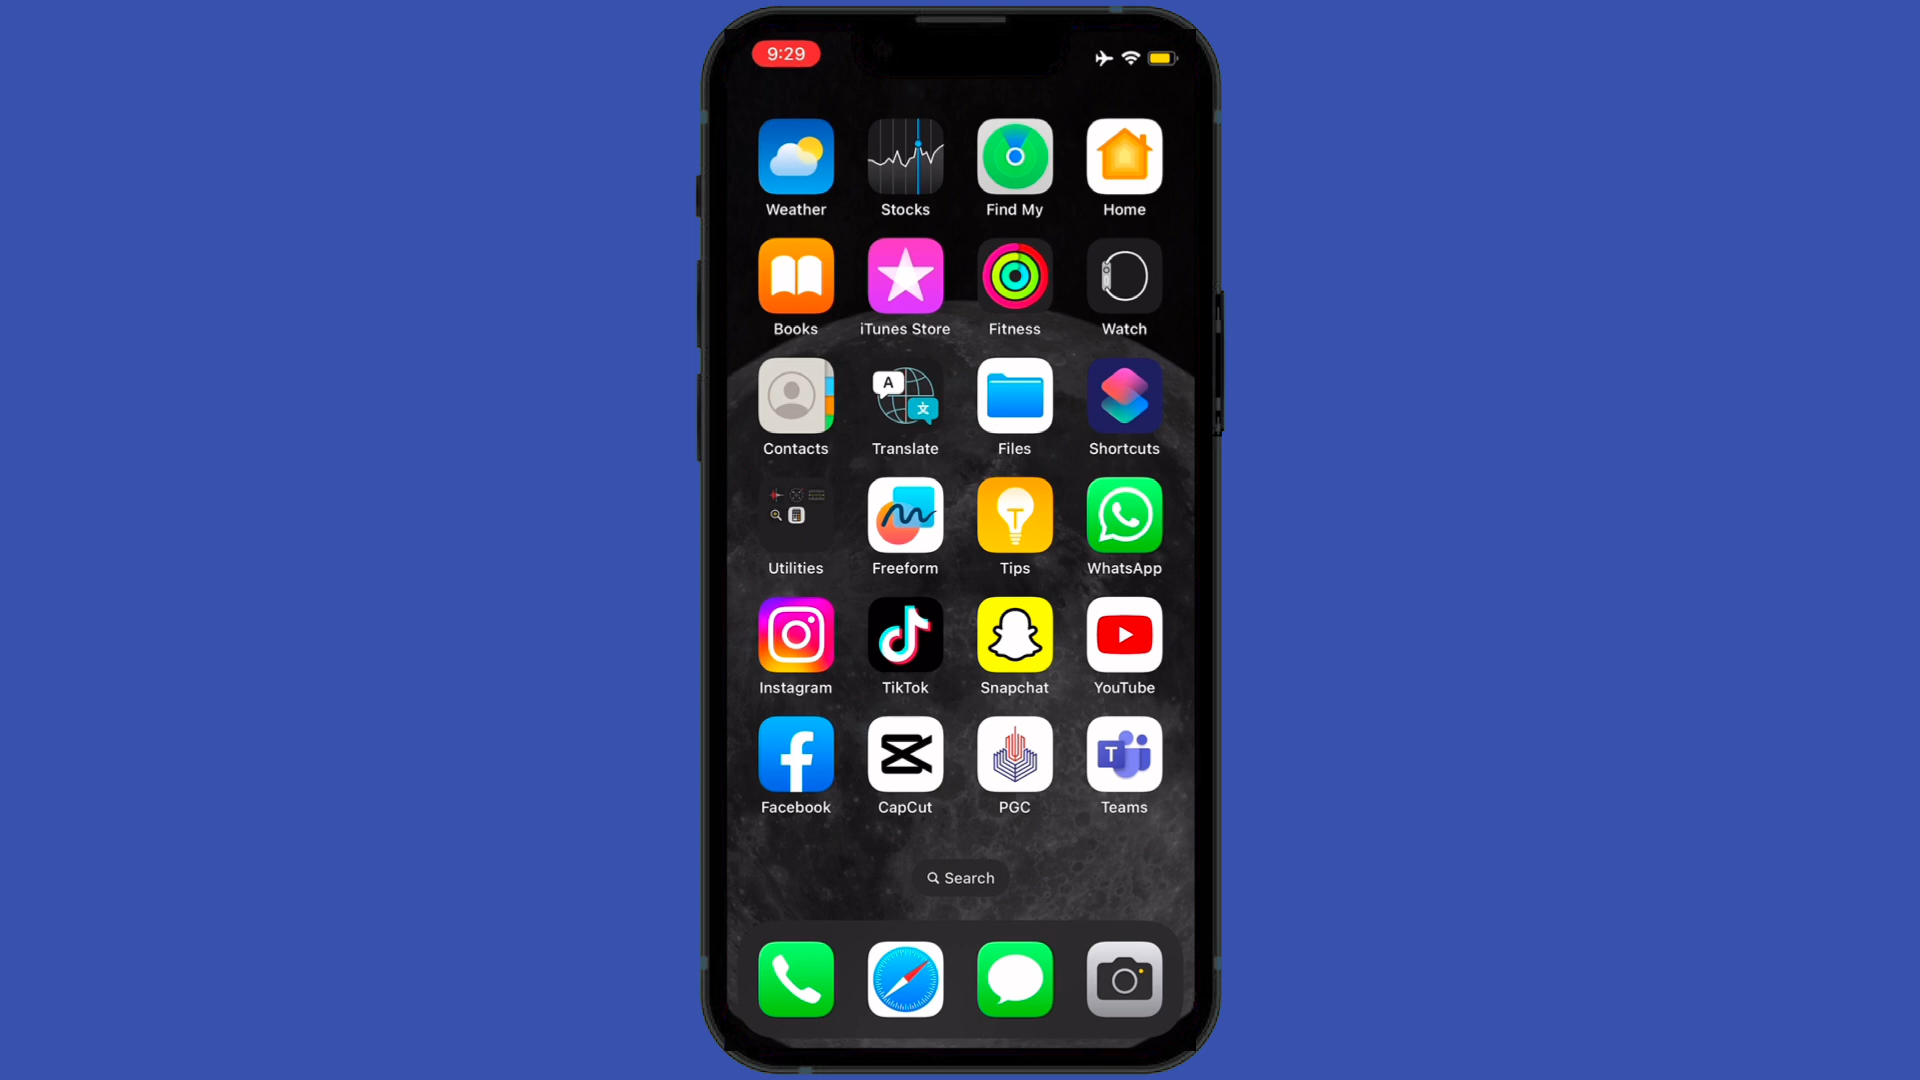 9:29
Weather Stocks Find My Home
Books iTunes Store Fitness Watch
A 文
Contacts Translate Files Shortcuts
Utilities Freeform Tips WhatsApp
Instagram TikTok Snapchat YouTube
T
Facebook CapCut PGC Teams
Search